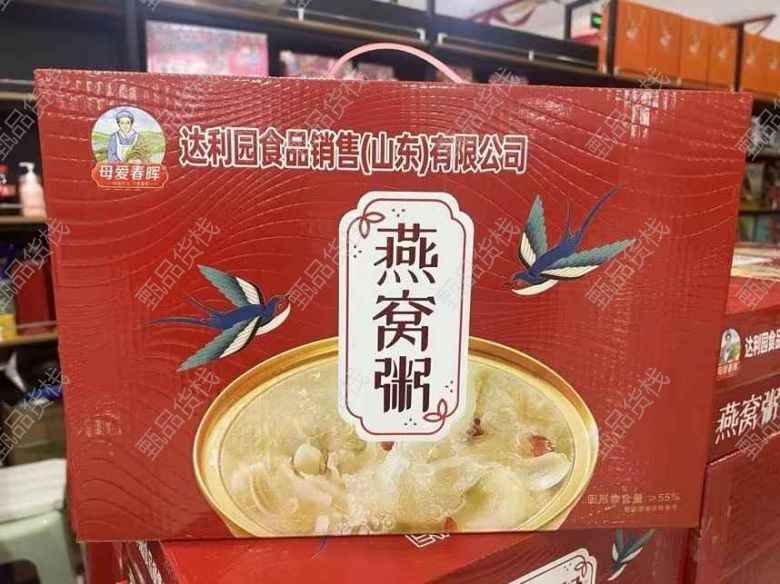 达利园食品销售(山东)有限公司
母爱春晖
燕窝粥
固形物含量 ≥55%
达利园食品
燕窝粥
甄品货栈